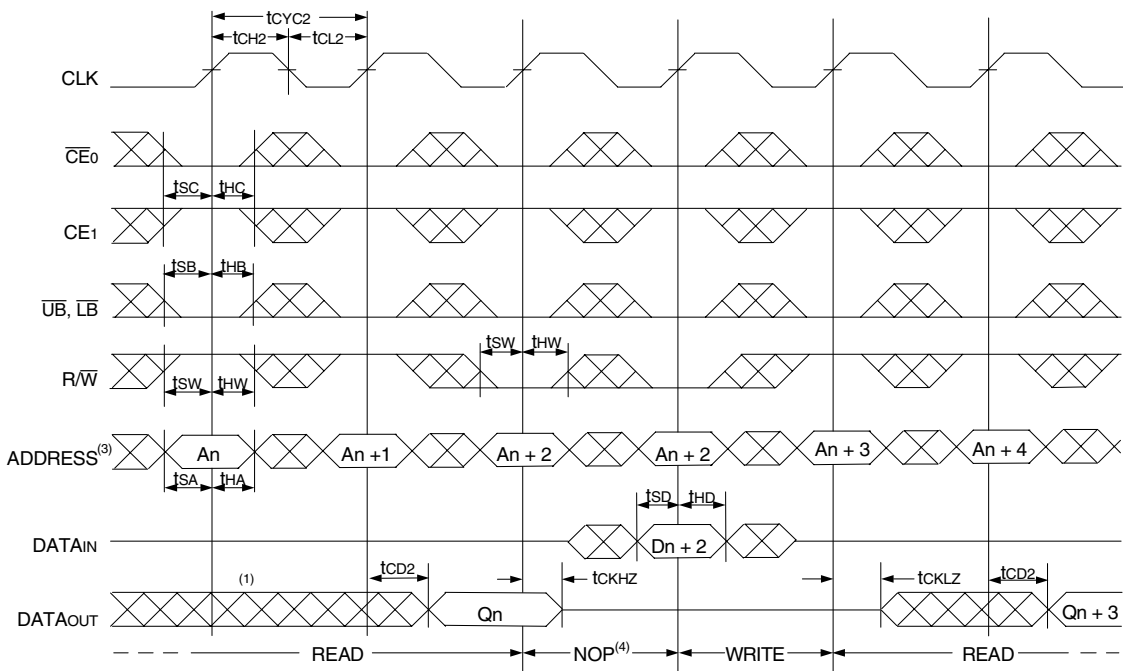 tCYC2
tCH2 tCL2
CLK
CE0
tSC tHC
CE1
tSB tHB
UB, LB
tSW tHW
R/W
tSW tHW
ADDRESS(3) An An +1 An + 2 An + 2 An + 3 An + 4
tSA tHA
tSD tHD
DATAIN Dn + 2
(1) tCD2 tCKHZ tCKLZ tCD2
DATAOUT Qn Qn + 3
READ NOP(4) WRITE READ